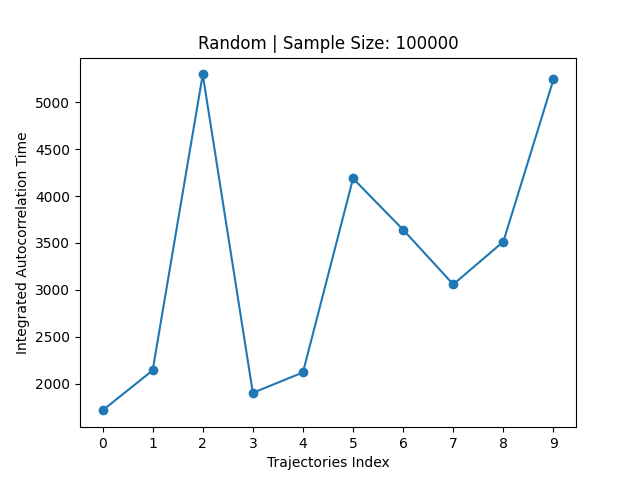 Random | Sample Size: 100000
5000
4500
4000
3500
3000
2500
2000
Integrated Autocorrelation Time
0 1 2 3 4 5 6 7 8 9
Trajectories Index